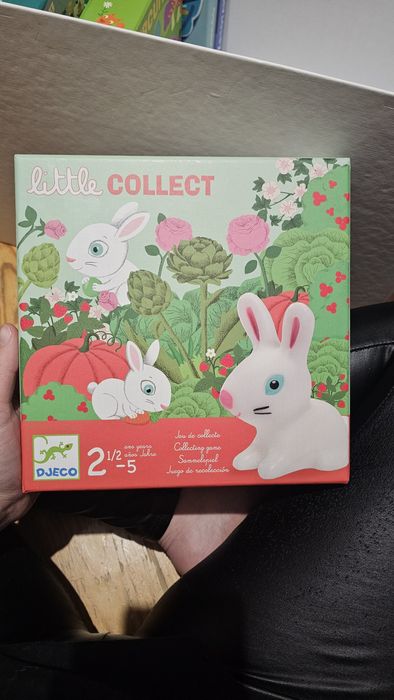 little COLLECT
DJECO
2 1/2
-5
ans years
años Jahre
Jeu de collecte
Collecting game
Sammelspiel
Juego de recolección